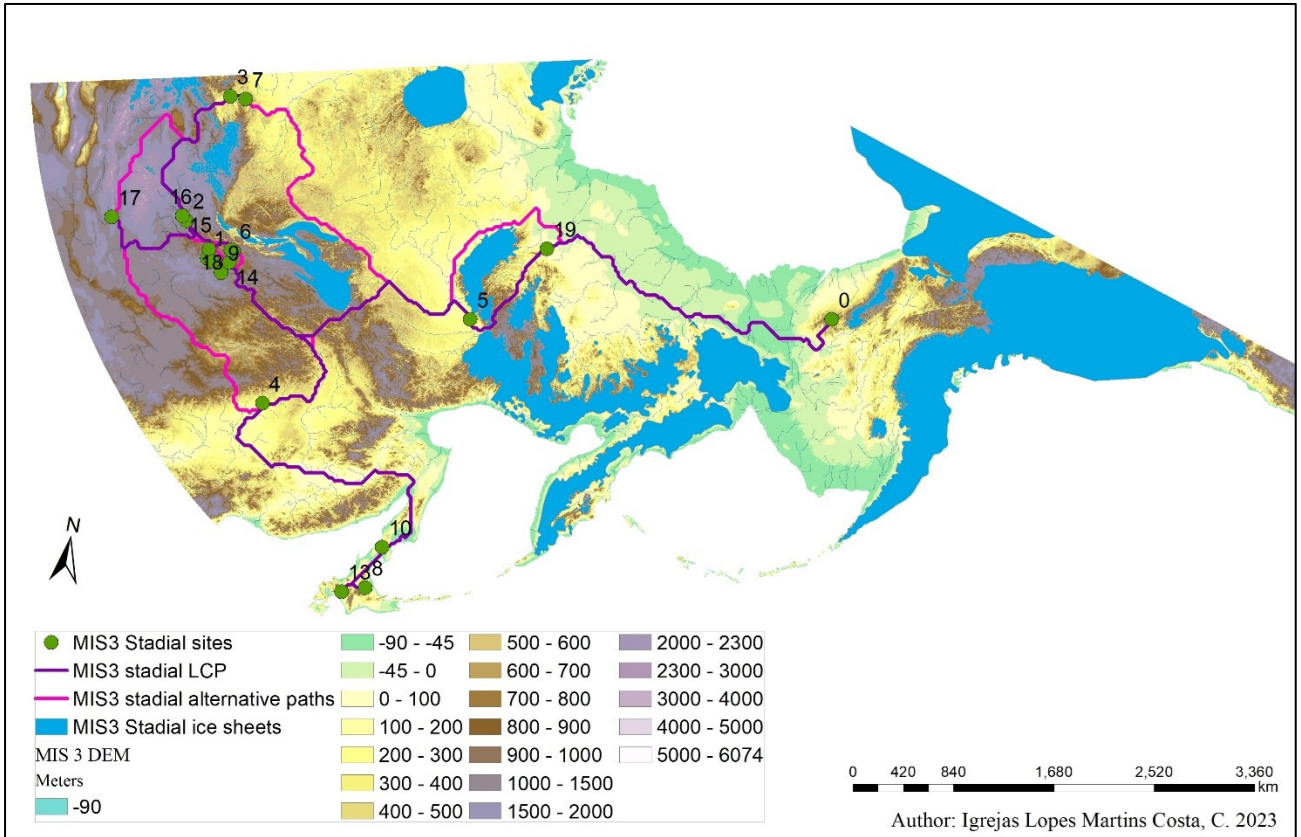 3 7
17
16 2
15
1 6
9
18
14
19
5
0
4
10
13 8
N
MIS3 Stadial sites
MIS3 stadial LCP
MIS3 stadial alternative paths
MIS3 Stadial ice sheets
MIS 3 DEM
Meters
-90
-90 - -45
-45 - 0
0 - 100
100 - 200
200 - 300
300 - 400
400 - 500
500 - 600
600 - 700
700 - 800
800 - 900
900 - 1000
1000 - 1500
1500 - 2000
2000 - 2300
2300 - 3000
3000 - 4000
4000 - 5000
5000 - 6074
0 420 840 1,680 2,520 3,360
km
Author: Igrejas Lopes Martins Costa, C. 2023